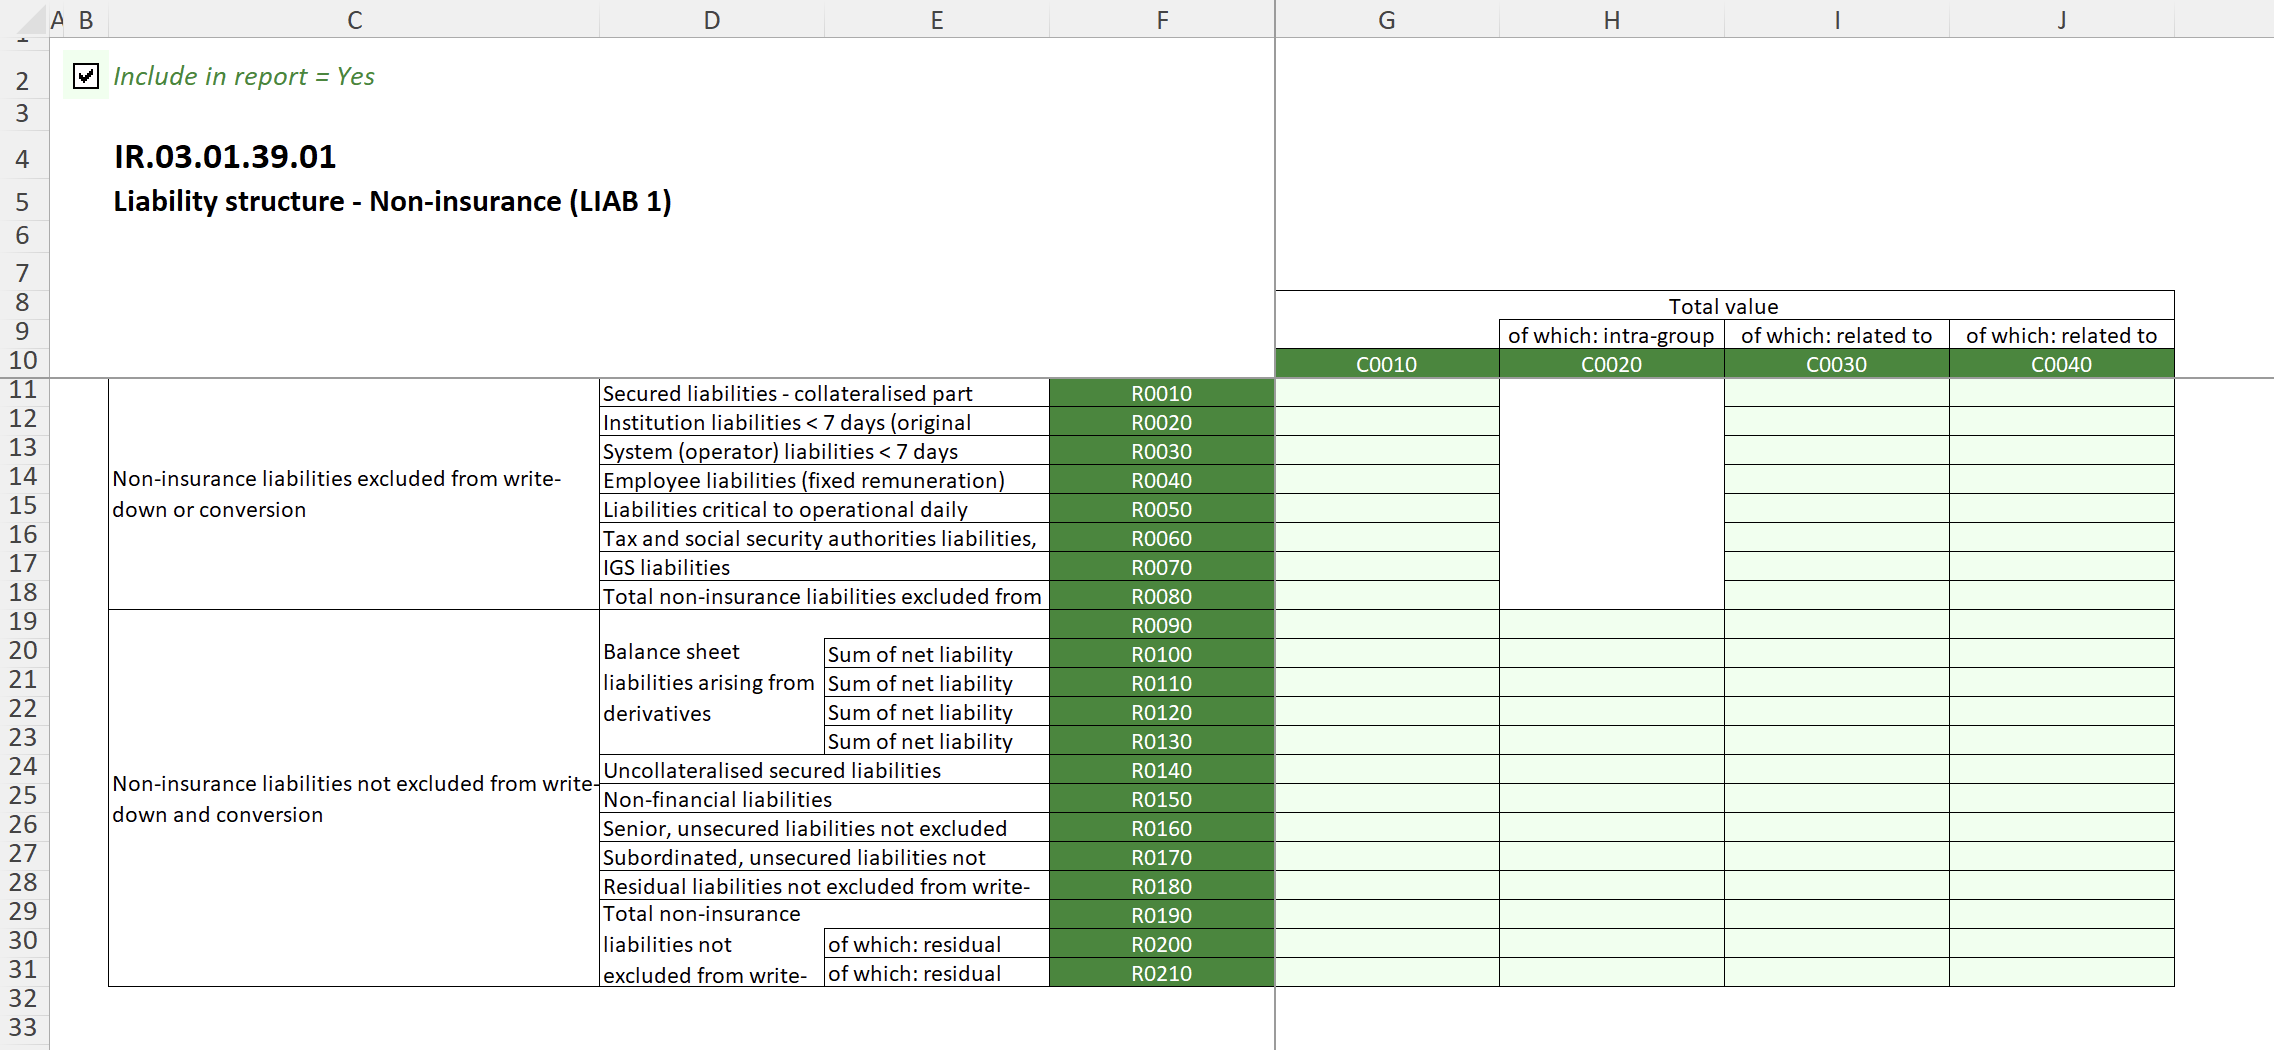 A B C D E F G H I J
1
2 Include in report = Yes
3
4 IR.03.01.39.01
5 Liability structure - Non-insurance (LIAB 1)
6
7
8 Total value
9 of which: intra-group of which: related to of which: related to
10 C0010 C0020 C0030 C0040
11 Secured liabilities - collateralised part R0010
12 Institution liabilities < 7 days (original R0020
13 System (operator) liabilities < 7 days R0030
14 Non-insurance liabilities excluded from write- Employee liabilities (fixed remuneration) R0040
15 down or conversion Liabilities critical to operational daily R0050
16 Tax and social security authorities liabilities, R0060
17 IGS liabilities R0070
18 Total non-insurance liabilities excluded from R0080
19 R0090
20 Balance sheet Sum of net liability R0100
21 liabilities arising from Sum of net liability R0110
22 derivatives Sum of net liability R0120
23 Sum of net liability R0130
24 Uncollateralised secured liabilities R0140
25 Non-insurance liabilities not excluded from write- Non-financial liabilities R0150
26 down and conversion Senior, unsecured liabilities not excluded R0160
27 Subordinated, unsecured liabilities not R0170
28 Residual liabilities not excluded from write- R0180
29 Total non-insurance R0190
30 liabilities not of which: residual R0200
31 excluded from write- of which: residual R0210
32
33